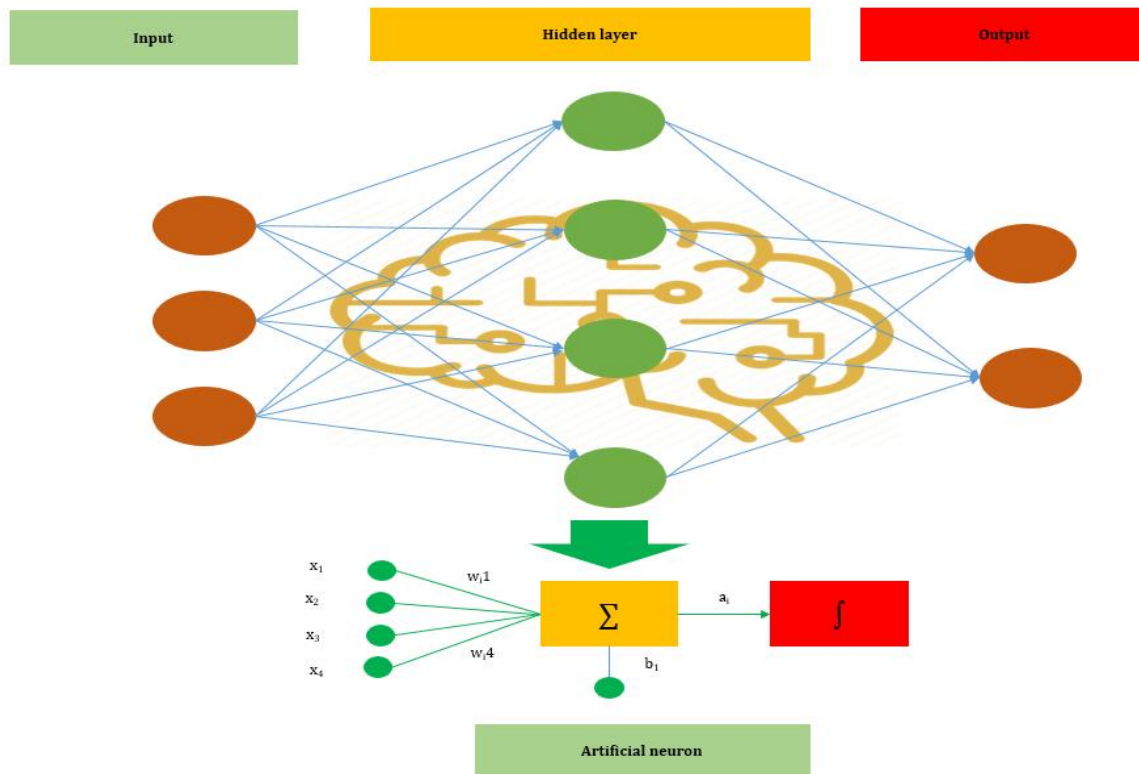 Input
Hidden layer
Output
x₁
wᵢ1
x₂
x₃
x₄
wᵢ4
∑
aᵢ
∫
b₁
Artificial neuron